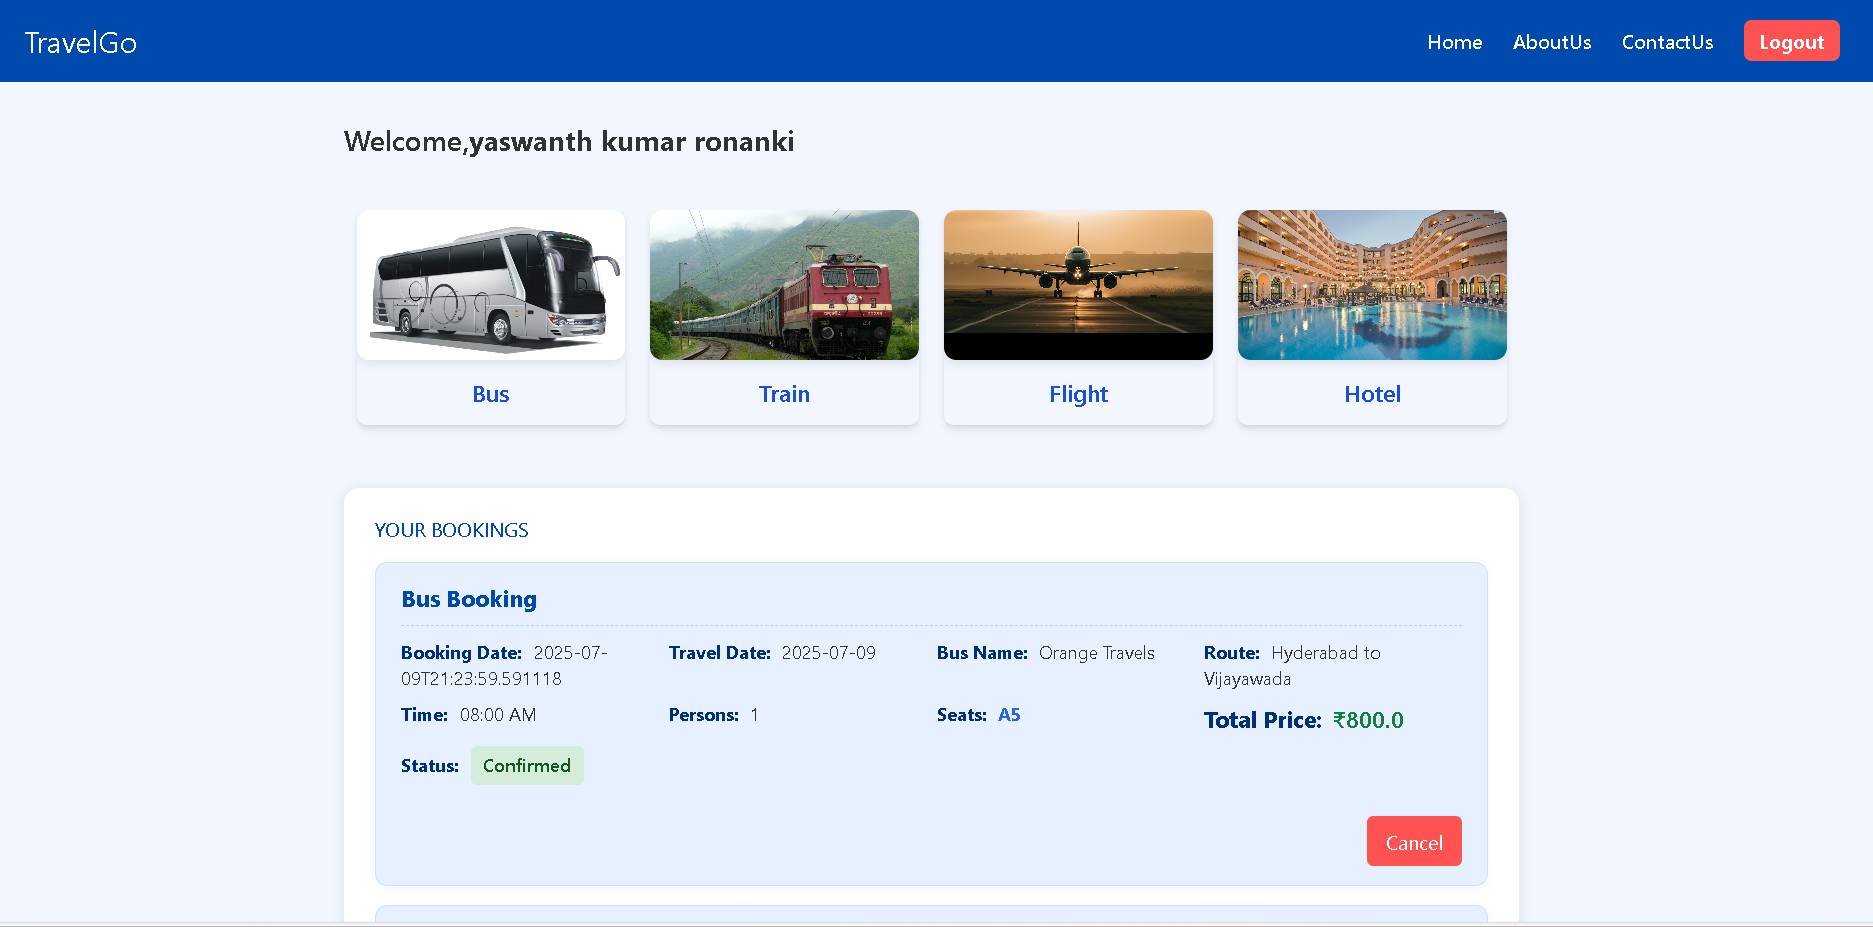 TravelGo
Home AboutUs ContactUs Logout
Welcome,yaswanth kumar ronanki
Bus Train Flight Hotel
YOUR BOOKINGS
Bus Booking
Booking Date: 2025-07-
09T21:23:59.591118
Travel Date: 2025-07-09
Bus Name: Orange Travels
Route: Hyderabad to
Vijayawada
Time: 08:00 AM
Persons: 1
Seats: A5
Total Price: ₹800.0
Status: Confirmed
Cancel